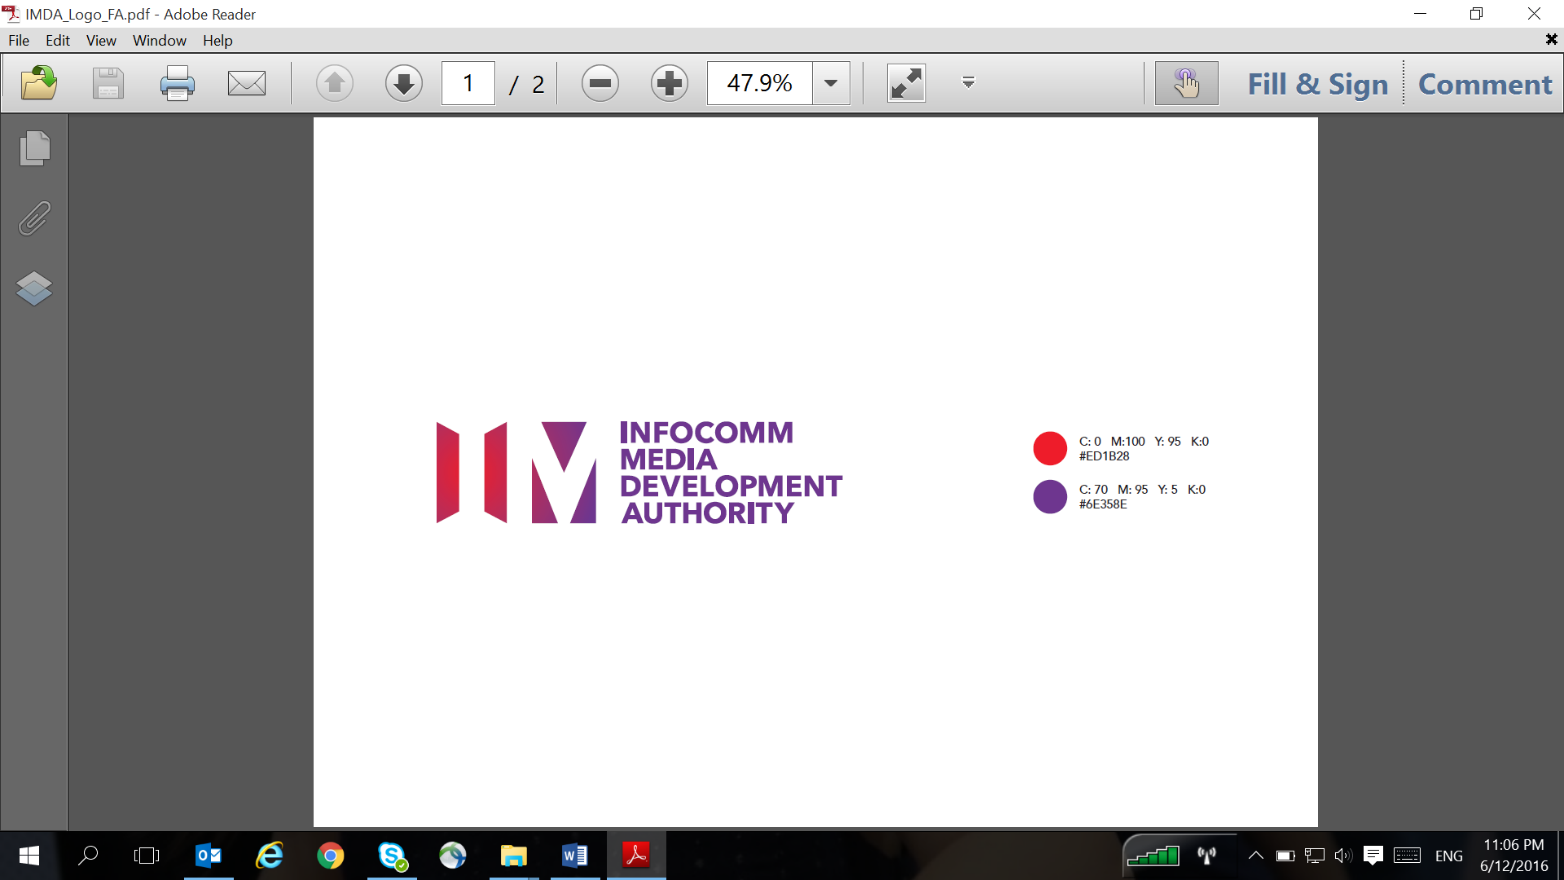 IMDA_Logo_FA.pdf - Adobe Reader
File Edit View Window Help
1 / 2 47.9% Fill & Sign Comment
INFOCOMM
MEDIA
DEVELOPMENT
AUTHORITY
C: 0 M:100 Y: 95 K:0
#ED1B28
C: 70 M: 95 Y: 5 K:0
#6E358E
ENG
11:06 PM
6/12/2016